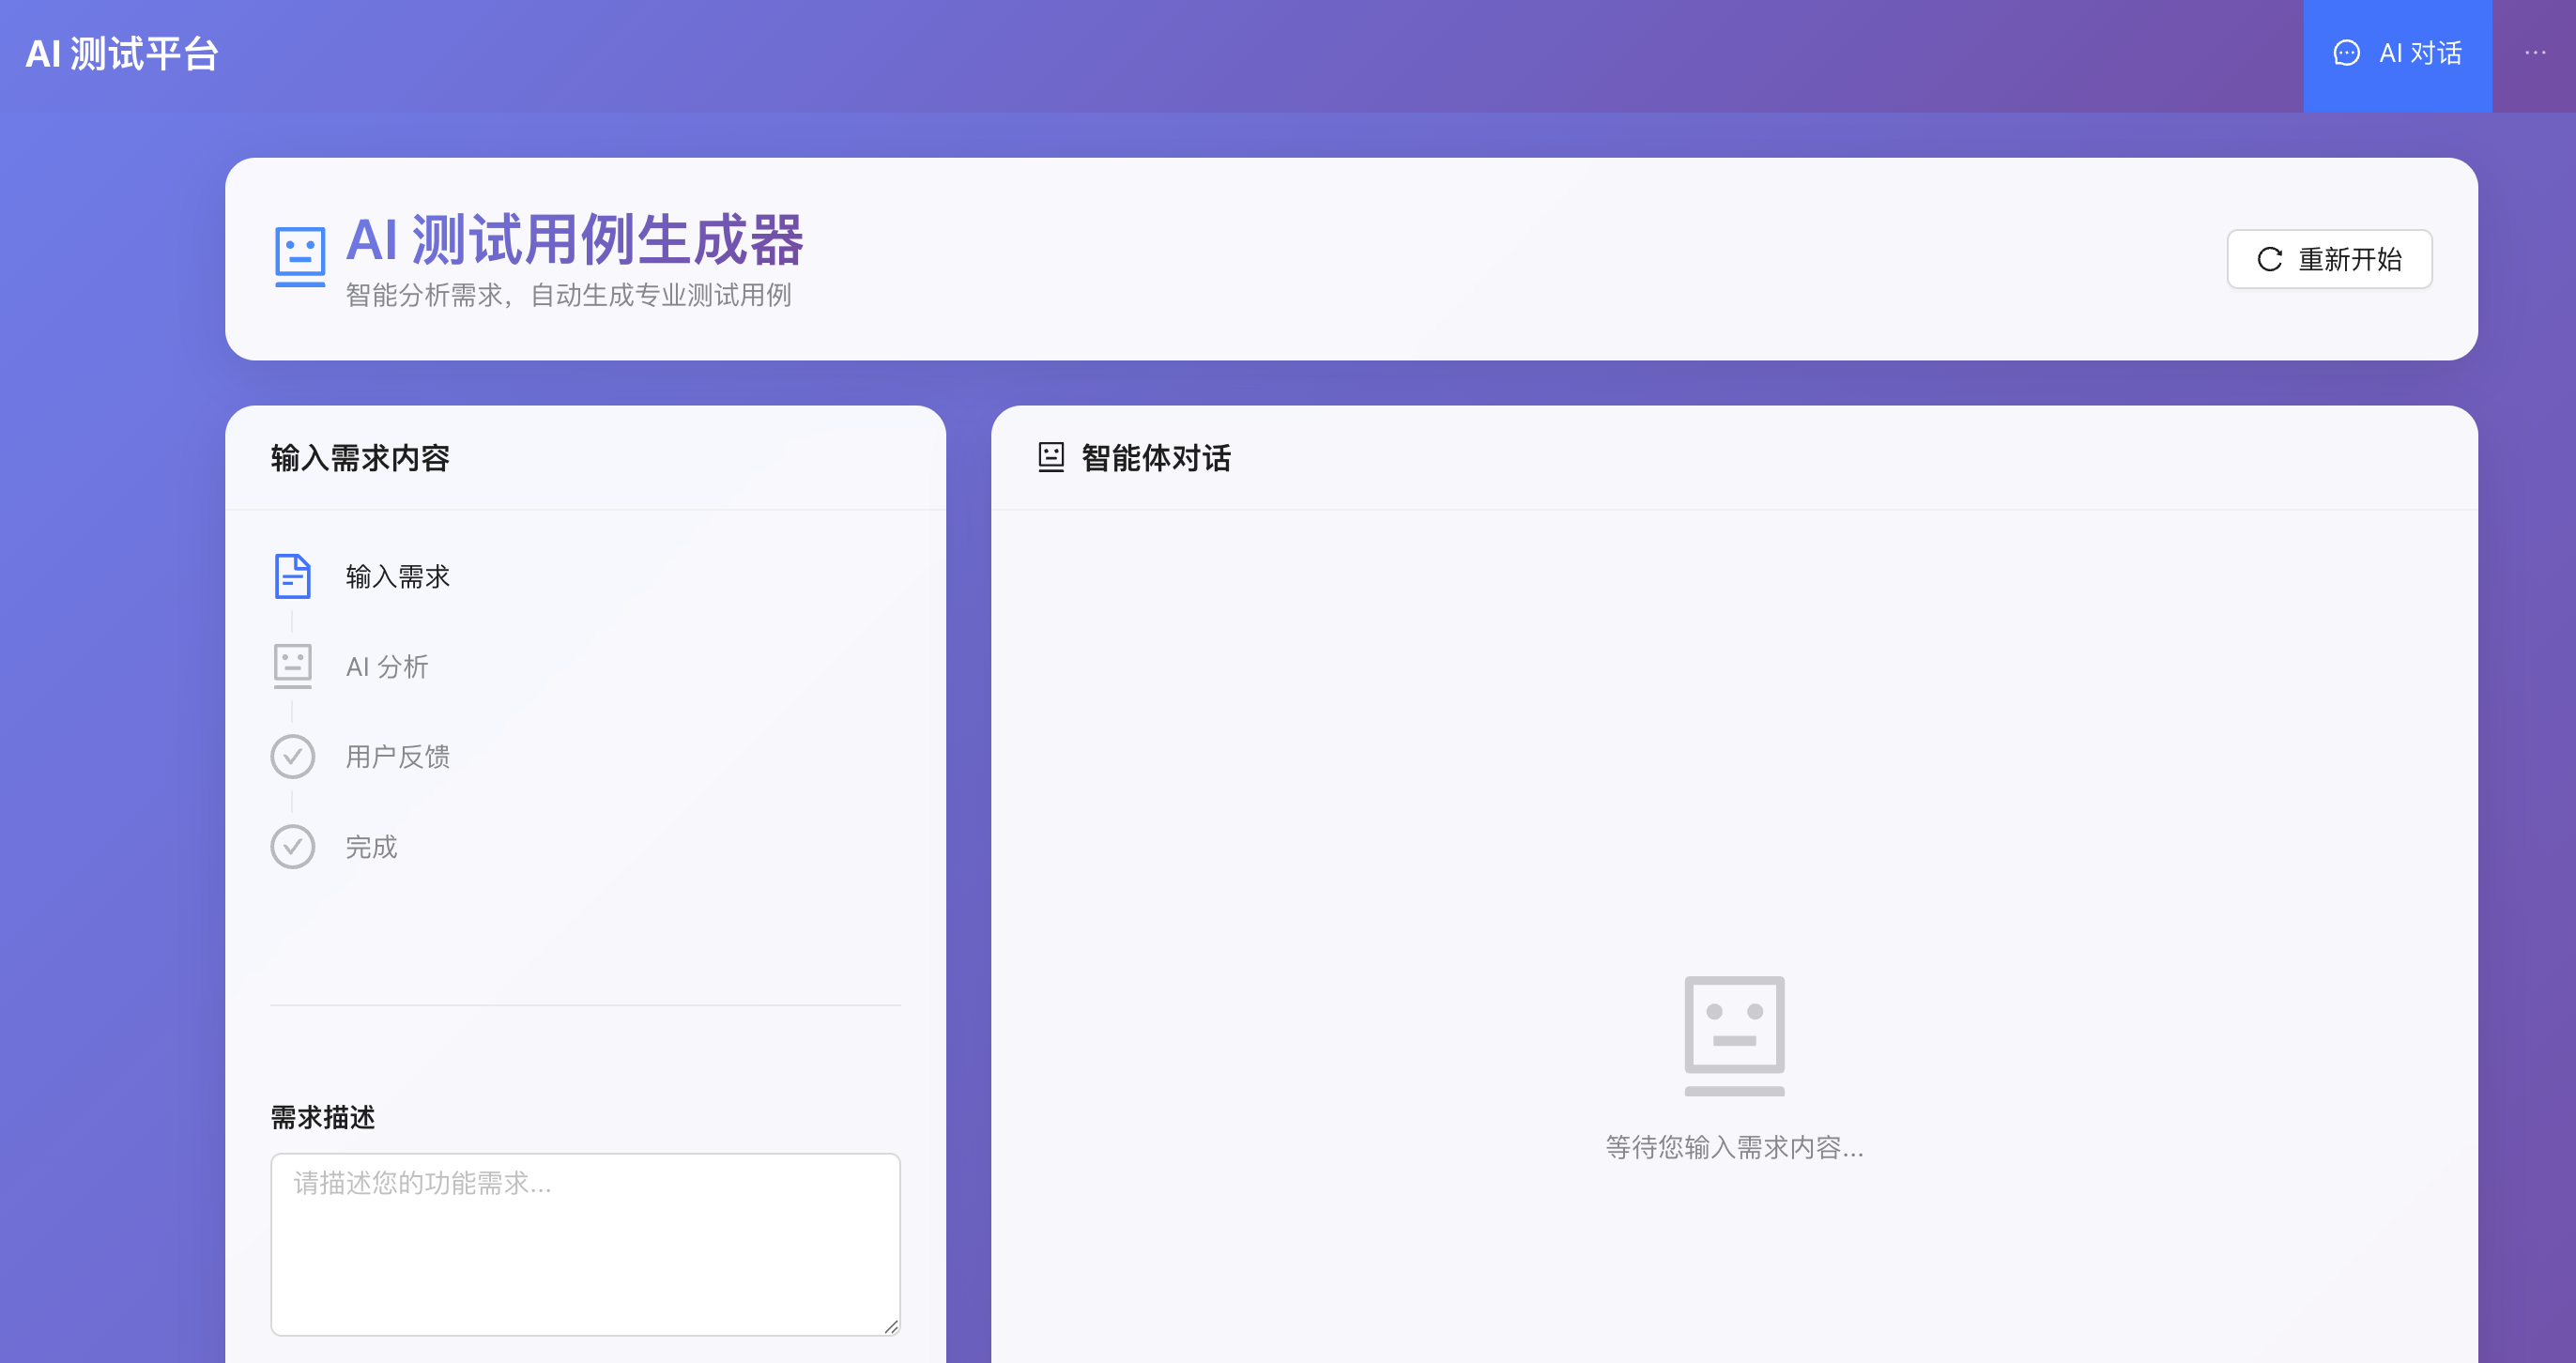 AI 测试平台
AI 对话
···
AI 测试用例生成器
智能分析需求，自动生成专业测试用例
重新开始
输入需求内容
输入需求
AI 分析
用户反馈
完成
需求描述
请描述您的功能需求...
智能体对话
等待您输入需求内容...